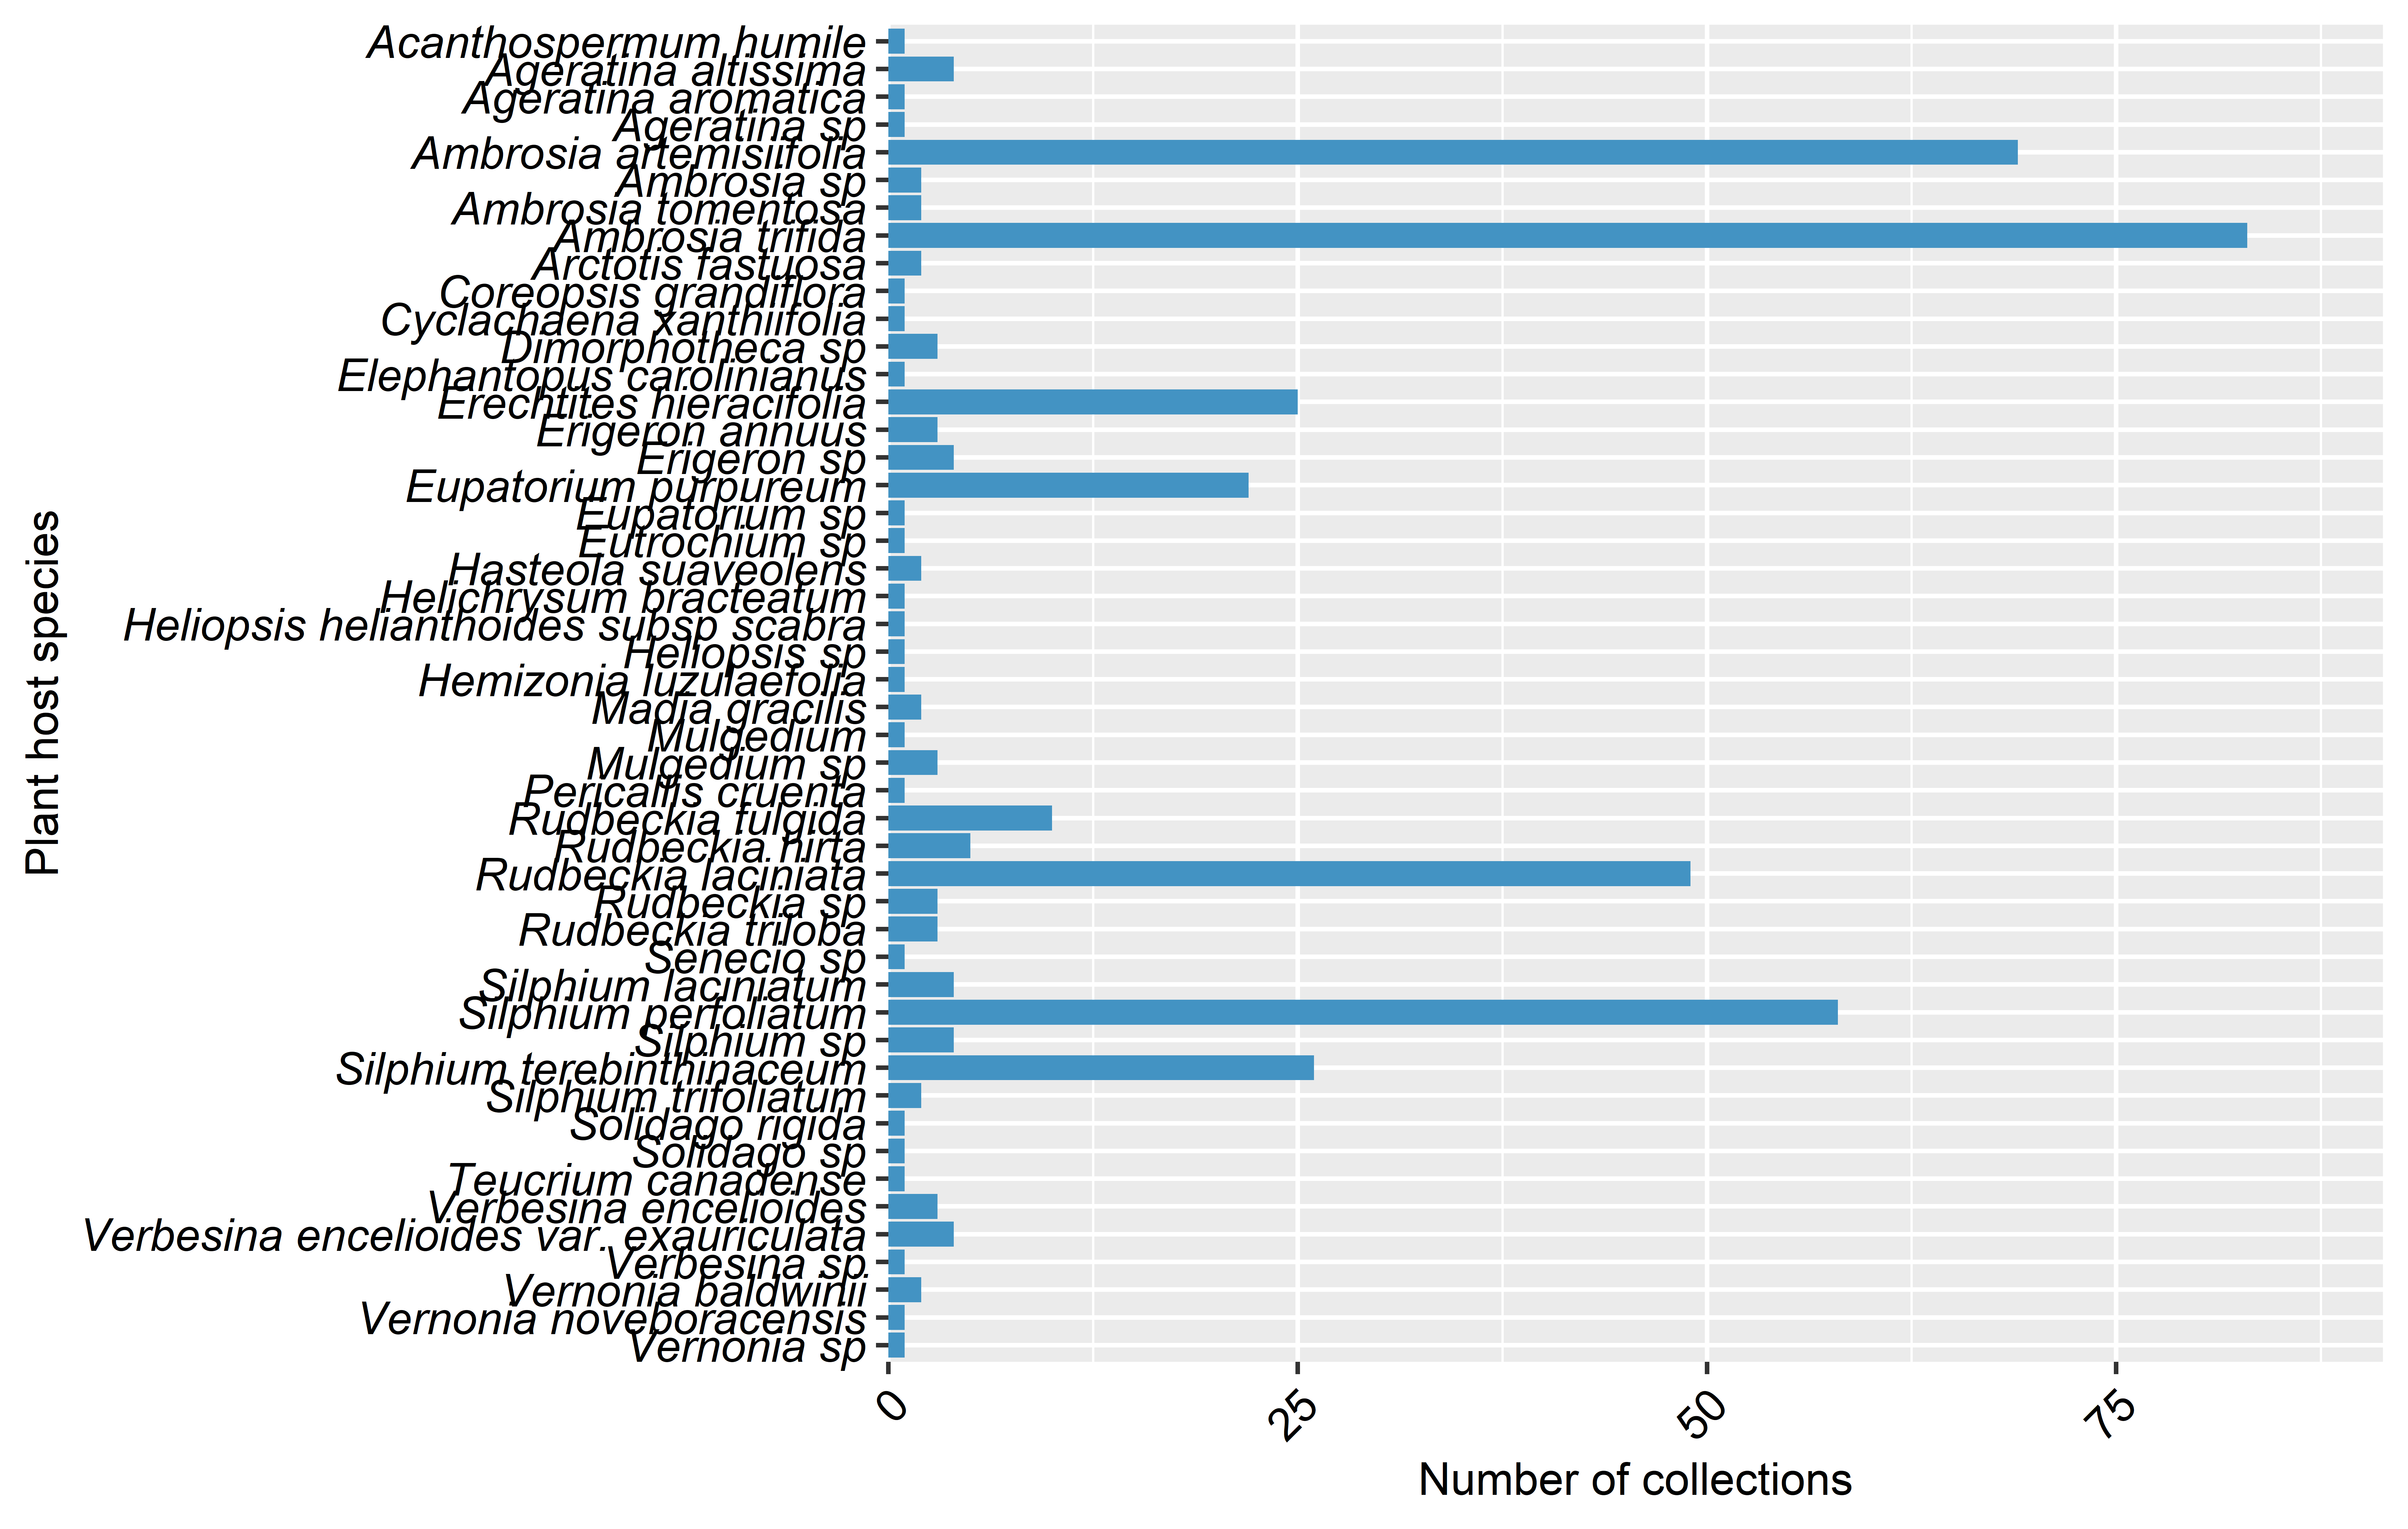 Acanthospermum humile
Ageratina altissima
Ageratina aromatica
Ageratina sp
Ambrosia artemisiifolia
Ambrosia sp
Ambrosia tomentosa
Ambrosia trifida
Arctotis fastuosa
Coreopsis grandiflora
Cyclachaena xanthiifolia
Dimorphotheca sp
Elephantopus carolinianus
Erechtites hieracifolia
Erigeron annuus
Erigeron sp
Eupatorium purpureum
Eupatorium sp
Eutrochium sp
Hasteola suaveolens
Helichrysum bracteatum
Heliopsis helianthoides subsp scabra
Heliopsis sp
Hemizonia luzulaefolia
Madia gracilis
Mulgedium
Mulgedium sp
Pericallis cruenta
Rudbeckia fulgida
Rudbeckia hirta
Rudbeckia laciniata
Rudbeckia sp
Rudbeckia triloba
Senecio sp
Silphium laciniatum
Silphium perfoliatum
Silphium sp
Silphium terebinthinaceum
Silphium trifoliatum
Solidago rigida
Solidago sp
Teucrium canadense
Verbesina encelioides
Verbesina encelioides var. exauriculata
Verbesina sp
Vernonia baldwinii
Vernonia noveboracensis
Vernonia sp
Plant host species
0
25
50
75
Number of collections